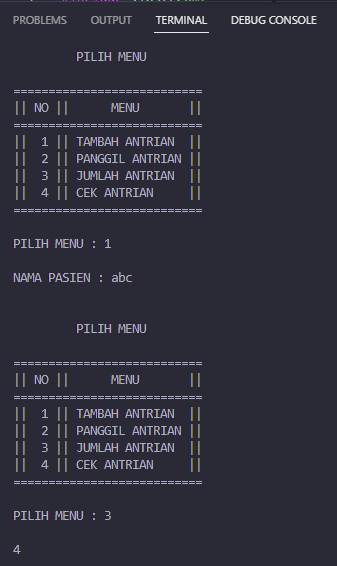 PROBLEMS OUTPUT TERMINAL DEBUG CONSOLE
PILIH MENU
===========================
|| NO || MENU ||
===========================
|| 1 || TAMBAH ANTRIAN ||
|| 2 || PANGGIL ANTRIAN ||
|| 3 || JUMLAH ANTRIAN ||
|| 4 || CEK ANTRIAN ||
===========================
PILIH MENU : 1
NAMA PASIEN : abc
PILIH MENU
===========================
|| NO || MENU ||
===========================
|| 1 || TAMBAH ANTRIAN ||
|| 2 || PANGGIL ANTRIAN ||
|| 3 || JUMLAH ANTRIAN ||
|| 4 || CEK ANTRIAN ||
===========================
PILIH MENU : 3
4